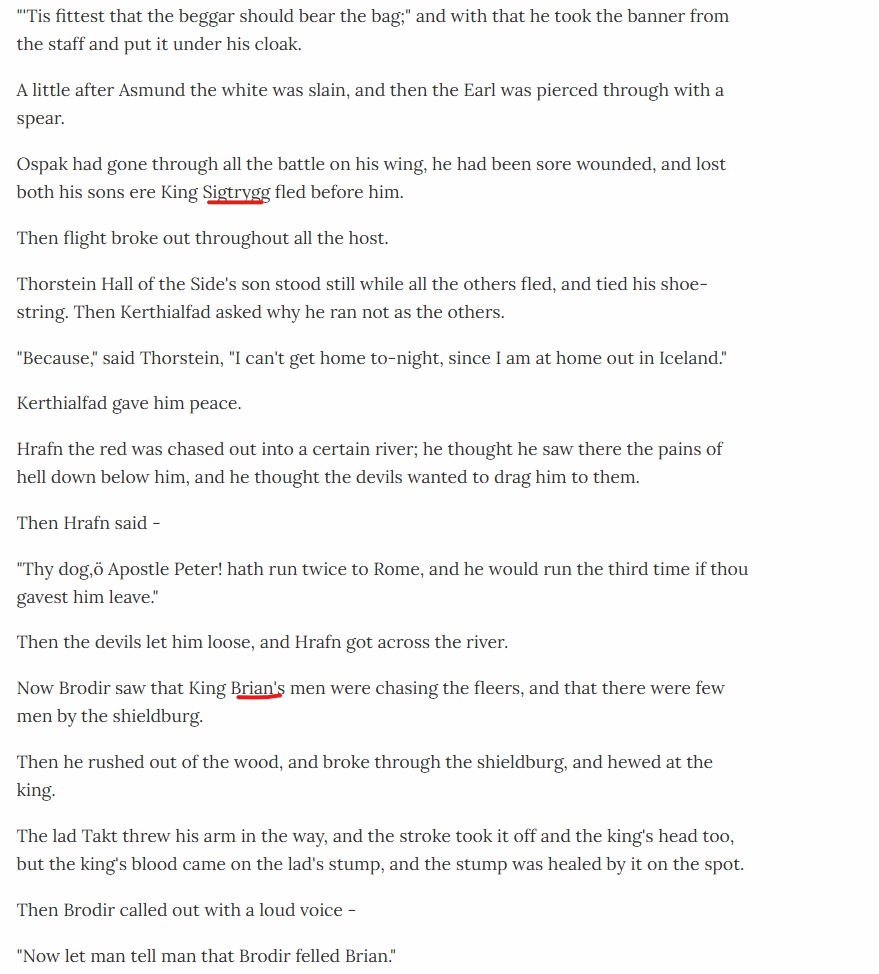 "'Tis fittest that the beggar should bear the bag;" and with that he took the banner from
the staff and put it under his cloak.
A little after Asmund the white was slain, and then the Earl was pierced through with a
spear.
Ospak had gone through all the battle on his wing, he had been sore wounded, and lost
both his sons ere King Sigtrygg fled before him.
Then flight broke out throughout all the host.
Thorstein Hall of the Side's son stood still while all the others fled, and tied his shoe-
string. Then Kerthialfad asked why he ran not as the others.
"Because," said Thorstein, "I can't get home to-night, since I am at home out in Iceland."
Kerthialfad gave him peace.
Hrafn the red was chased out into a certain river; he thought he saw there the pains of
hell down below him, and he thought the devils wanted to drag him to them.
Then Hrafn said -
"Thy dog,ö Apostle Peter! hath run twice to Rome, and he would run the third time if thou
gavest him leave."
Then the devils let him loose, and Hrafn got across the river.
Now Brodir saw that King Brian's men were chasing the fleers, and that there were few
men by the shieldburg.
Then he rushed out of the wood, and broke through the shieldburg, and hewed at the
king.
The lad Takt threw his arm in the way, and the stroke took it off and the king's head too,
but the king's blood came on the lad's stump, and the stump was healed by it on the spot.
Then Brodir called out with a loud voice -
"Now let man tell man that Brodir felled Brian."